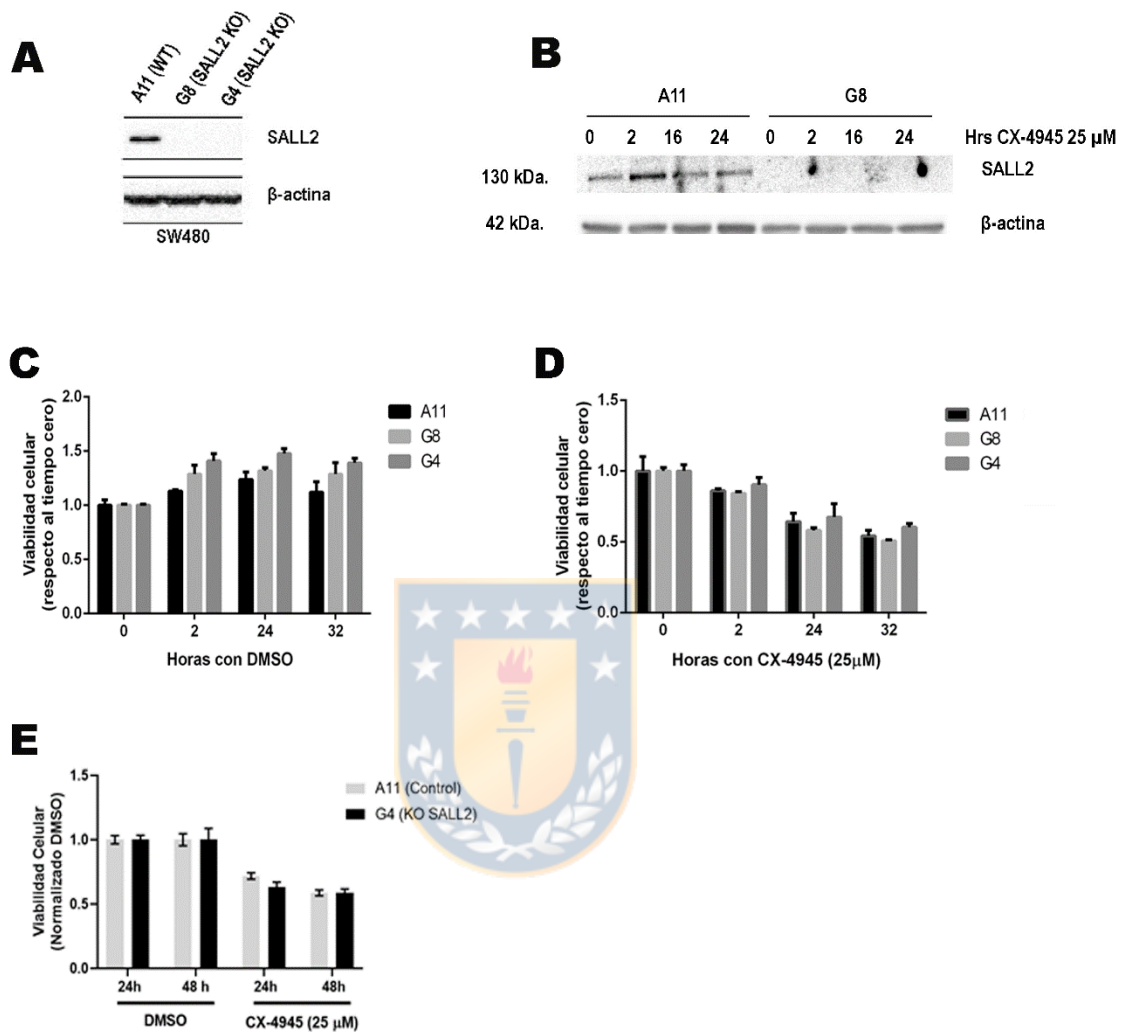 A
A11 (WT)
G8 (SALL2 KO)
G4 (SALL2 KO)
SALL2
β-actina
SW480
B
A11 G8
0 2 16 24 0 2 16 24 Hrs CX-4945 25 µM
130 kDa. SALL2
42 kDa. β-actina
C
Viabilidad celular
(respecto al tiempo cero)
2.0
1.5
1.0
0.5
0.0
0 2 24 32
Horas con DMSO
A11
G8
G4
D
Viabilidad celular
(respecto al tiempo cero)
1.5
1.0
0.5
0.0
0 2 24 32
Horas con CX-4945 (25µM)
A11
G8
G4
E
Viabilidad Celular
(Normalizado DMSO)
1.5
1.0
0.5
0.0
24h 48 h 24h 48h
DMSO CX-4945 (25 µM)
A11 (Control)
G4 (KO SALL2)